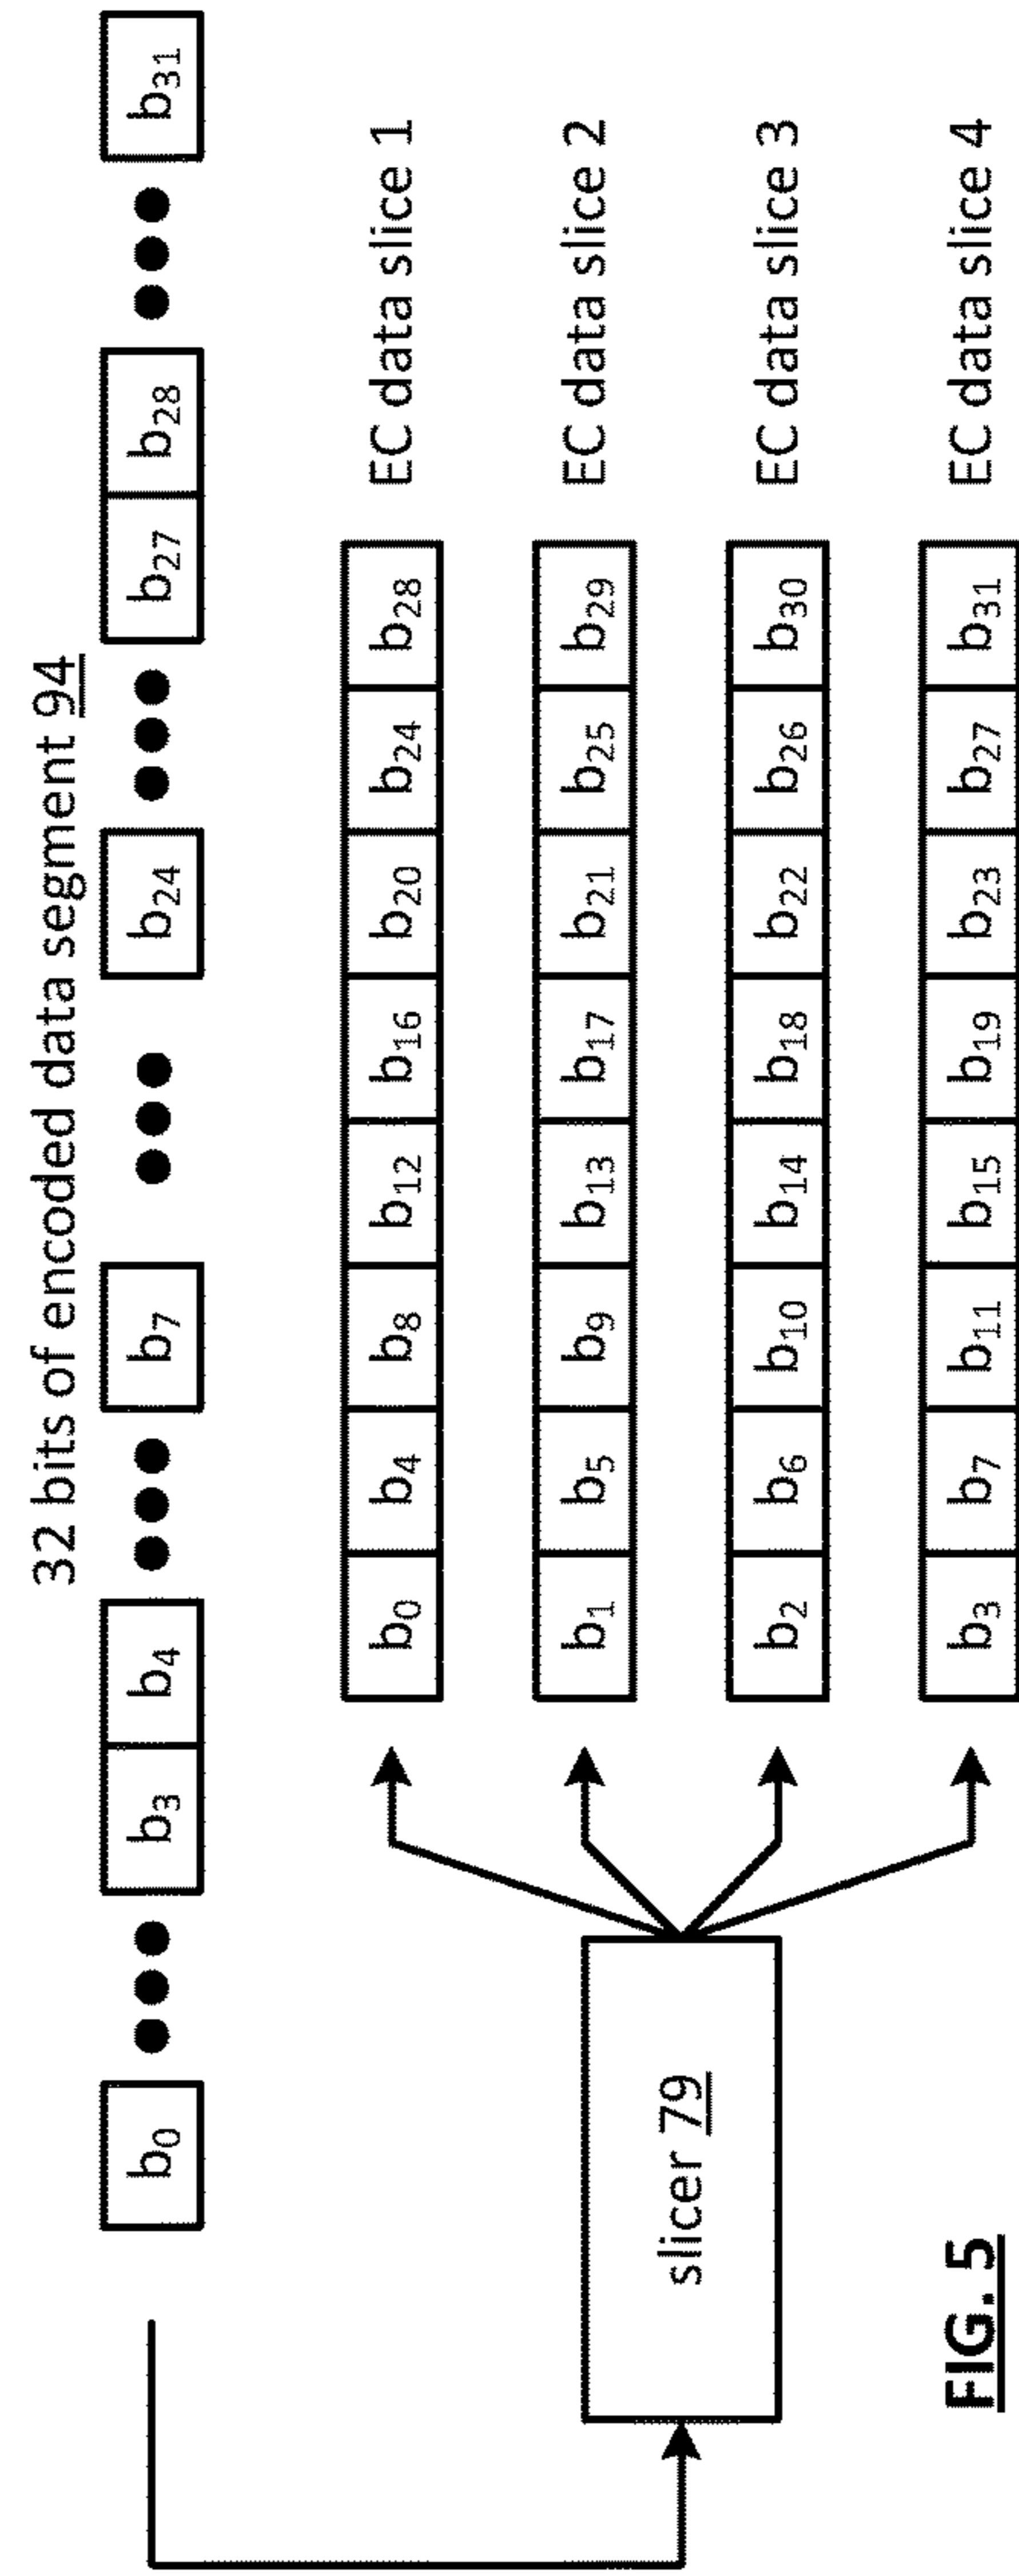 32 bits of encoded data segment 94
b0 ●●● b3 b4 ●●● b7 ●●● b24 ●●● b27 b28 ●●● b31
b0 b4 b8 b12 b16 b20 b24 b28 EC data slice 1
b1 b5 b9 b13 b17 b21 b25 b29 EC data slice 2
slicer 79
b2 b6 b10 b14 b18 b22 b26 b30 EC data slice 3
b3 b7 b11 b15 b19 b23 b27 b31 EC data slice 4
FIG. 5